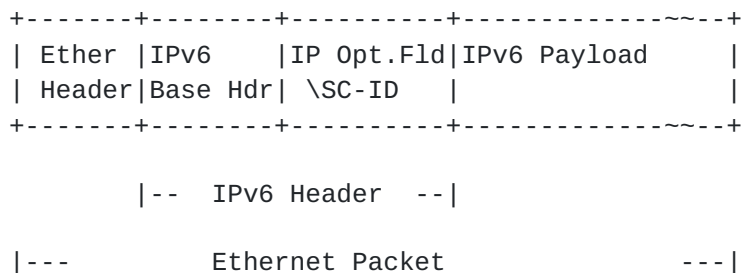 +-------+--------+----------+-------------~~--+
| Ether |IPv6    |IP Opt.Fld|IPv6 Payload     |
| Header|Base Hdr| \SC-ID   |                 |
+-------+--------+----------+-------------~~--+
|--  IPv6 Header  --|
|---       Ethernet Packet              ---|